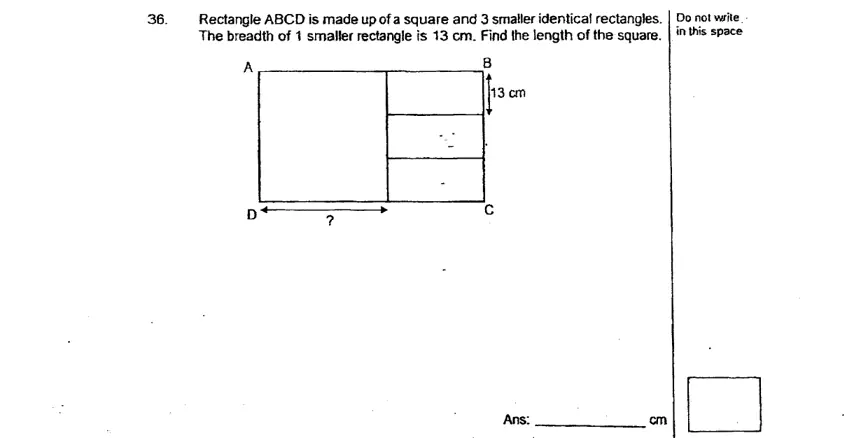 36. Rectangle ABCD is made up of a square and 3 smaller identical rectangles.
The breadth of 1 smaller rectangle is 13 cm. Find the length of the square.
Do not write
in this space
A
B
13 cm
D
?
C
Ans: ____________ cm